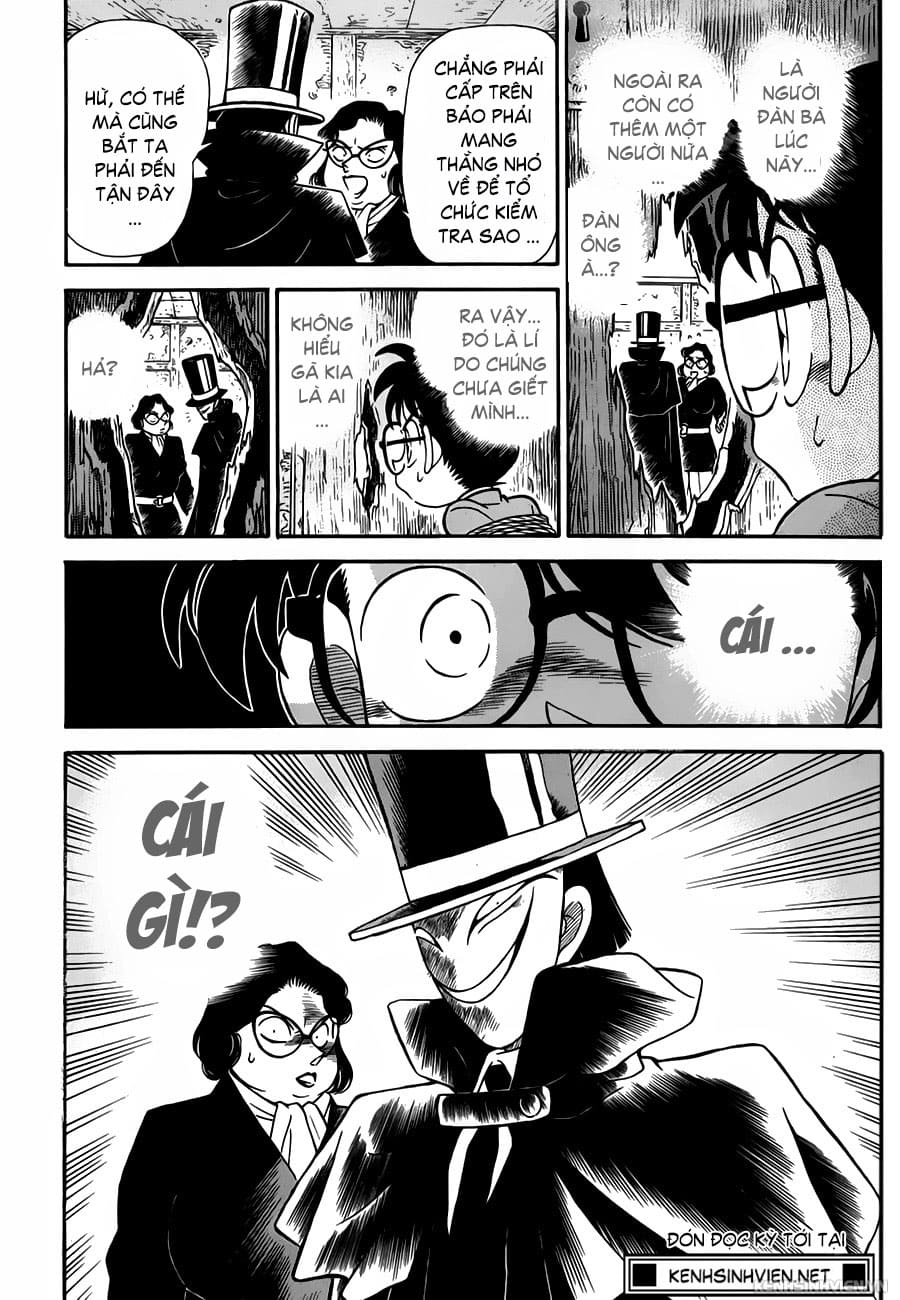 LÀ
NGƯỜI
ĐÀN BÀ
LÚC
NÃY...
NGOÀI RA
CÒN CÓ
THÊM MỘT
NGƯỜI NỮA
...
ĐÀN
ÔNG
À...?
CHẲNG PHẢI
CẤP TRÊN
BẢO PHẢI
MANG
THẰNG NHỎ
VỀ ĐỂ TỔ
CHỨC KIỂM
TRA SAO ...
HỪ, CÓ THẾ
MÀ CŨNG
BẮT TA
PHẢI ĐẾN
TẬN ĐÂY
...
RA VẬY...
ĐÓ LÀ LÍ
DO CHÚNG
CHƯA GIẾT
MÌNH...
KHÔNG
HIỂU
GÃ KIA
LÀ AI ...
HẢ?
CÁI ...
CÁI
GÌ!?
ĐÓN ĐỌC KỲ TỚI TẠI
KENHSINHVIEN.NET
KENHSINHVIEN.VN